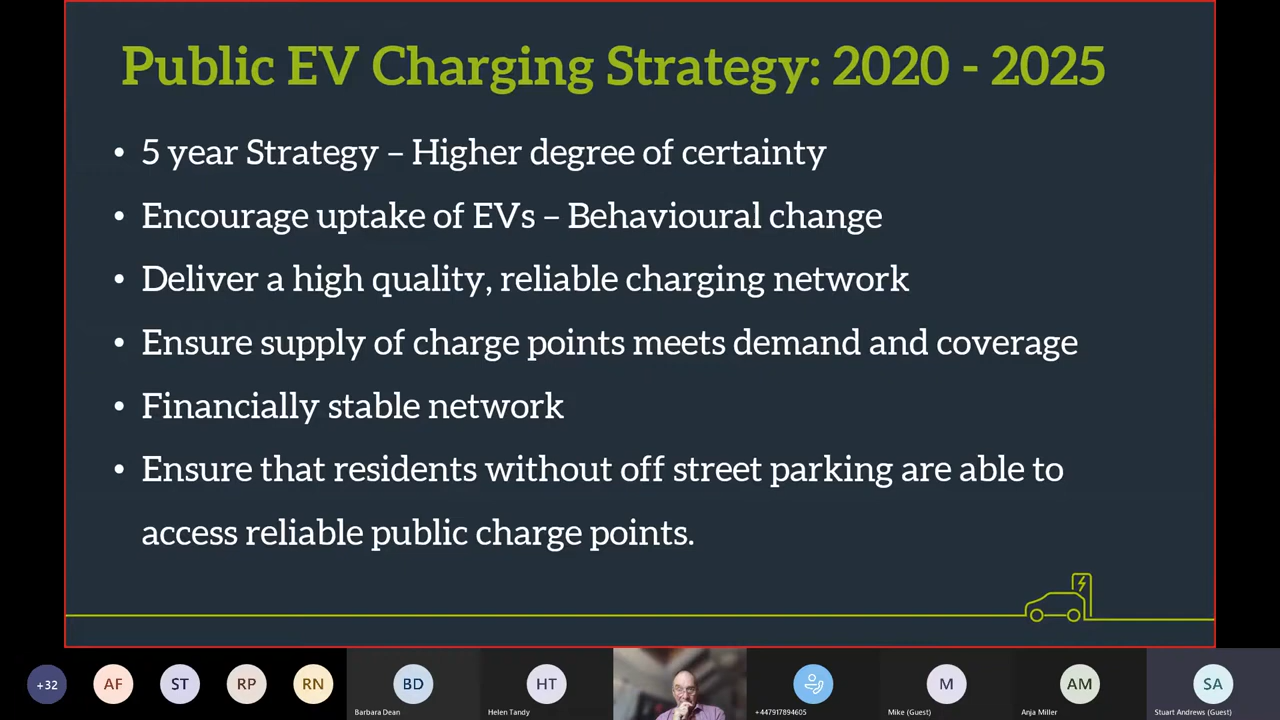 Public EV Charging Strategy: 2020 - 2025
• 5 year Strategy – Higher degree of certainty
• Encourage uptake of EVs – Behavioural change
• Deliver a high quality, reliable charging network
• Ensure supply of charge points meets demand and coverage
• Financially stable network
• Ensure that residents without off street parking are able to
access reliable public charge points.
+32 AF ST RP RN BD HT M AM SA
Barbara Dean Helen Tandy +447917894605 Mike (Guest) Anja Miller Stuart Andrews (Guest)